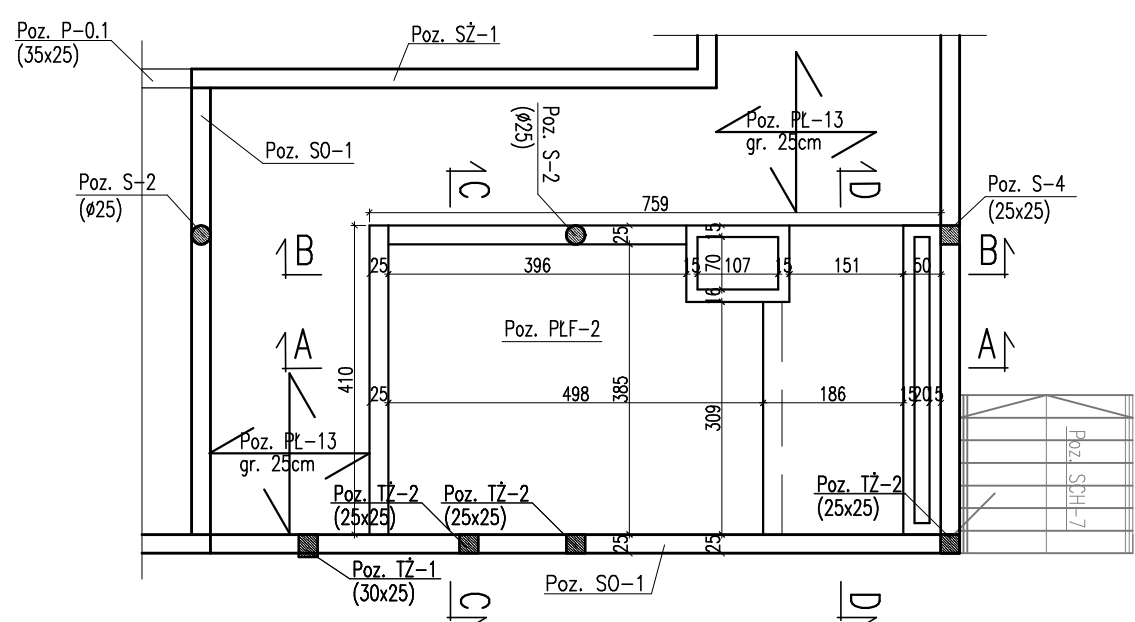 Poz. P-0.1
(35x25)
Poz. SŻ-1
Poz. SO-1
Poz. S-2
(ø25)
Poz. S-2
(ø25)
Poz. PŁ-13
gr. 25cm
C
D
Poz. S-4
(25x25)
759
B
B
25
396
15
70
15
107
15
16
151
50
25
Poz. PŁF-2
A
A
410
25
498
385
309
186
15
20
15
Poz. PŁ-13
gr. 25cm
Poz. TŻ-2
(25x25)
Poz. TŻ-2
(25x25)
Poz. TŻ-2
(25x25)
Poz. SCH-7
25
25
Poz. TŻ-1
(30x25)
Poz. SO-1
C
D